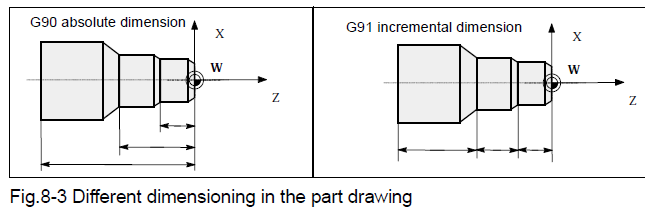 G90 absolute dimension
X
W
Z
G91 incremental dimension
X
W
Z
Fig.8-3 Different dimensioning in the part drawing